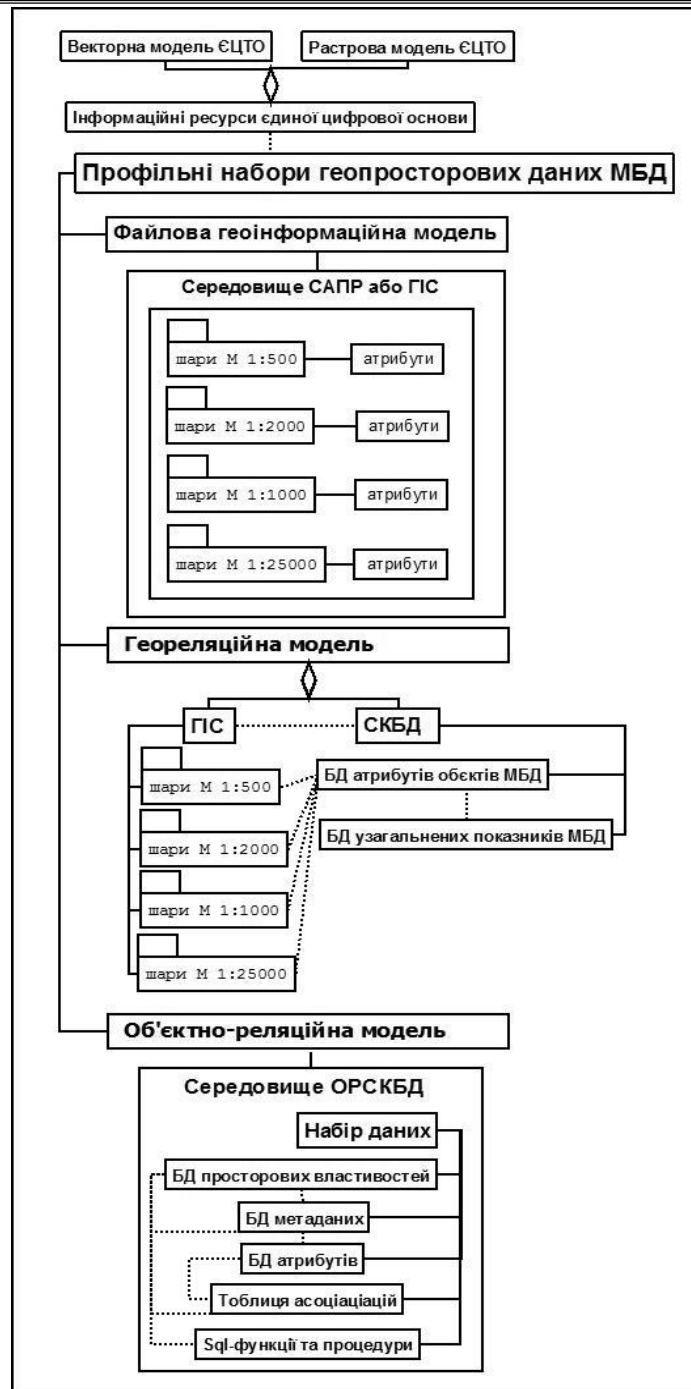 Векторна модель ЄЦТО
Растрова модель ЄЦТО
Інформаційні ресурси єдиної цифрової основи
Профільні набори геопросторових даних МБД
Файлова геоінформаційна модель
Середовище САПР або ГІС
шари М 1:500
атрибути
шари М 1:2000
атрибути
шари М 1:1000
атрибути
шари М 1:25000
атрибути
Геореляційна модель
ГІС
СКБД
шари М 1:500
БД атрибутів обєктів МБД
шари М 1:2000
БД узагальнених показників МБД
шари М 1:1000
шари М 1:25000
Об'єктно-реляційна модель
Середовище ОРСКБД
Набір даних
БД просторових властивостей
БД метаданих
БД атрибутів
Тоблиця асоціаціацій
Sql-функції та процедури